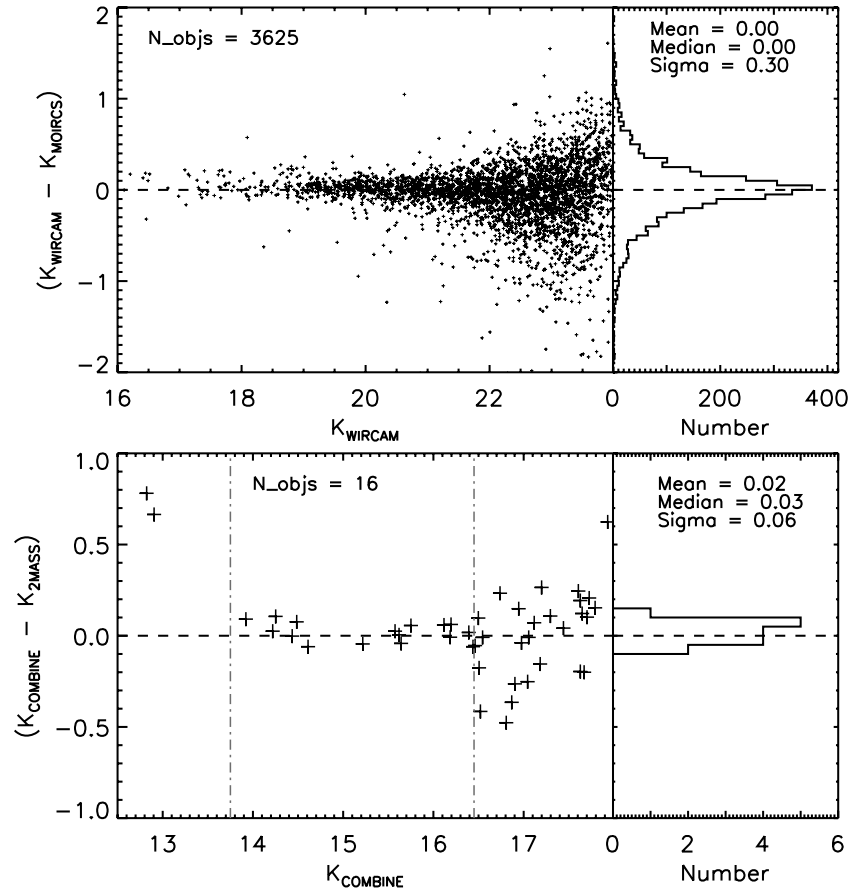 2
1
0
−1
−2
(K_WIRCAM − K_MOIRCS)
N_objs = 3625
Mean = 0.00
Median = 0.00
Sigma = 0.30
16 18 20 22 0 200 400
K_WIRCAM Number
1.0
0.5
0.0
−0.5
−1.0
(K_COMBINE − K_2MASS)
N_objs = 16
Mean = 0.02
Median = 0.03
Sigma = 0.06
13 14 15 16 17 0 2 4 6
K_COMBINE Number